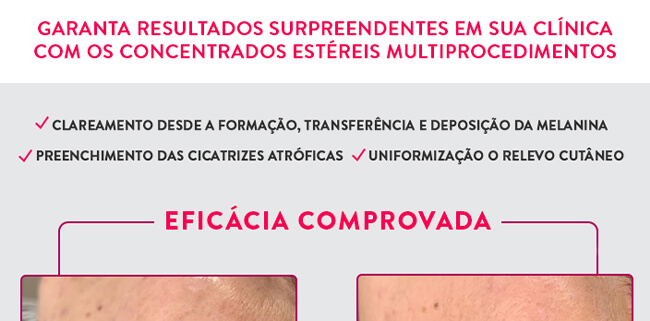 GARANTA RESULTADOS SURPREENDENTES EM SUA CLÍNICA
COM OS CONCENTRADOS ESTÉREIS MULTIPROCEDIMENTOS
CLAREAMENTO DESDE A FORMAÇÃO, TRANSFERÊNCIA E DEPOSIÇÃO DA MELANINA
PREENCHIMENTO DAS CICATRIZES ATRÓFICAS UNIFORMIZAÇÃO O RELEVO CUTÂNEO
EFICÁCIA COMPROVADA